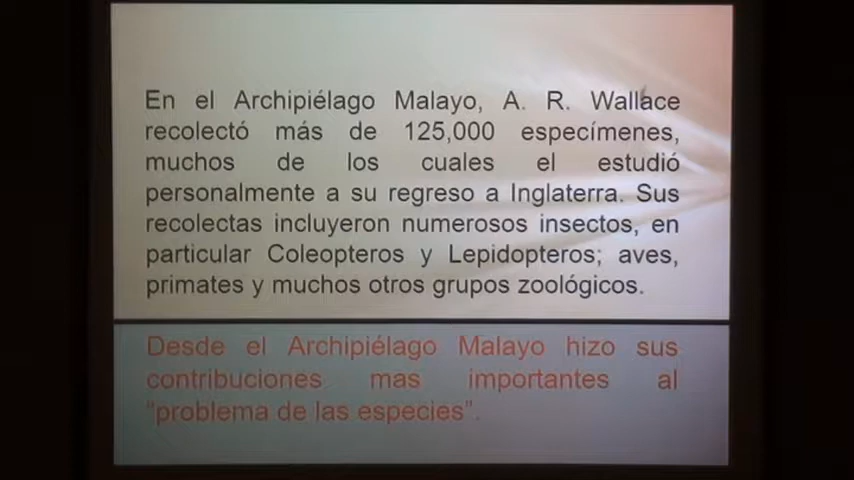 En el Archipiélago Malayo, A. R. Wallace
recolectó más de 125,000 especímenes,
muchos de los cuales el estudió
personalmente a su regreso a Inglaterra. Sus
recolectas incluyeron numerosos insectos, en
particular Coleopteros y Lepidopteros; aves,
primates y muchos otros grupos zoológicos.
Desde el Archipiélago Malayo hizo sus
contribuciones mas importantes al
"problema de las especies".